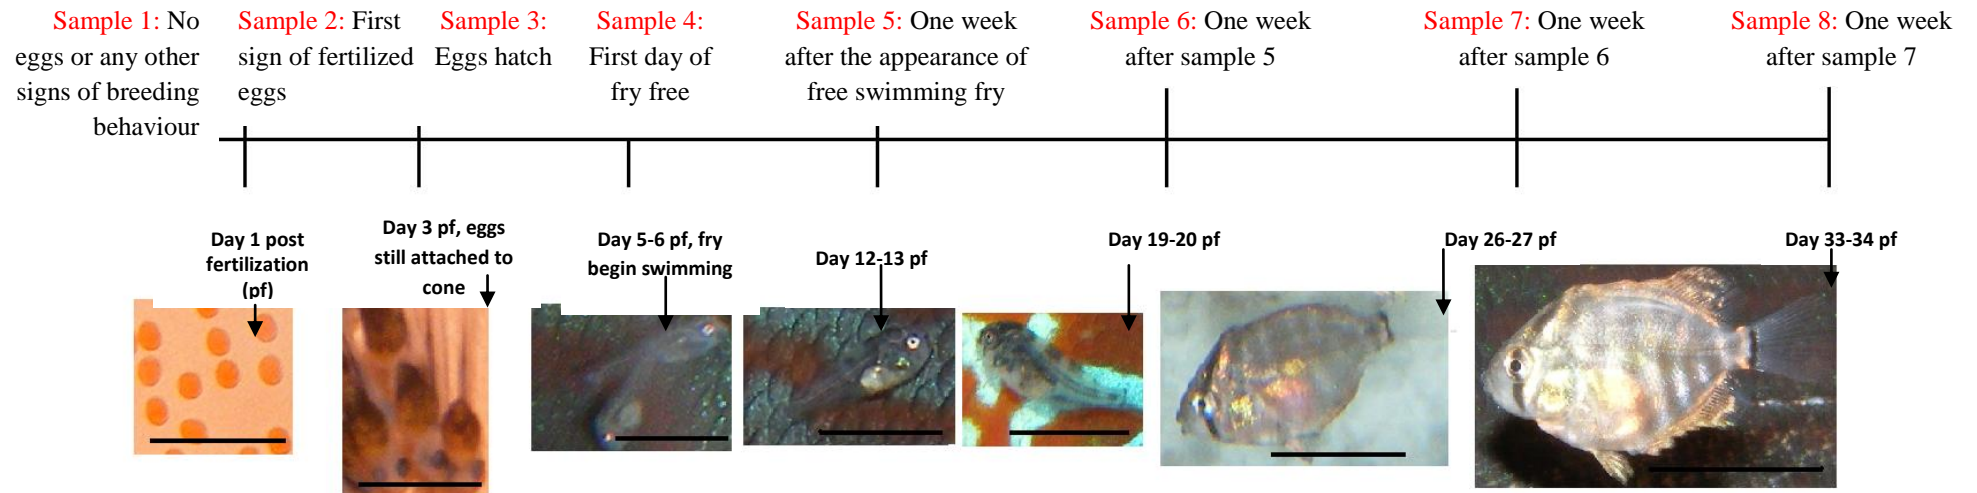 Sample 1: No
eggs or any other
signs of breeding
behaviour
Sample 2: First
sign of fertilized
eggs
Sample 3:
Eggs hatch
Sample 4:
First day of
fry free
Sample 5: One week
after the appearance of
free swimming fry
Sample 6: One week
after sample 5
Sample 7: One week
after sample 6
Sample 8: One week
after sample 7
Day 1 post
fertilization
(pf)
Day 3 pf, eggs
still attached to
cone
Day 5-6 pf, fry
begin swimming
Day 12-13 pf
Day 19-20 pf
Day 26-27 pf
Day 33-34 pf